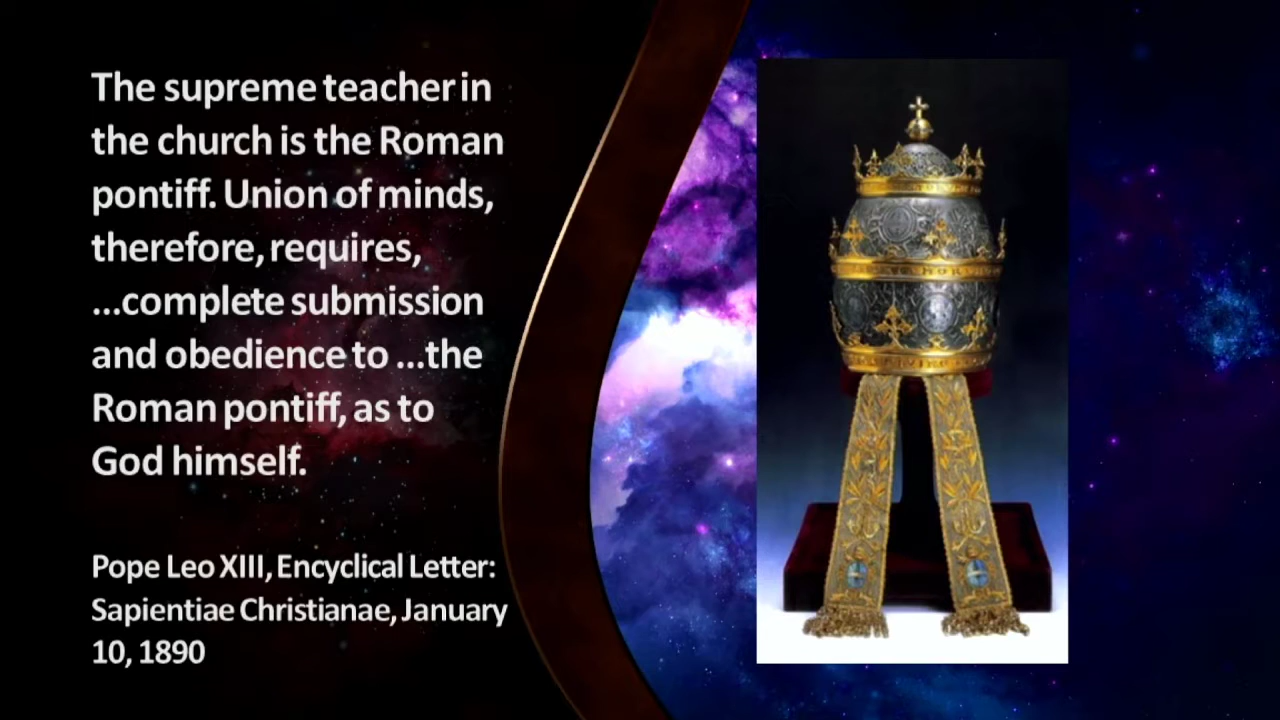 The supreme teacher in
the church is the Roman
pontiff. Union of minds,
therefore, requires,
...complete submission
and obedience to ...the
Roman pontiff, as to
God himself.
Pope Leo XIII, Encyclical Letter:
Sapientiae Christianae, January
10, 1890